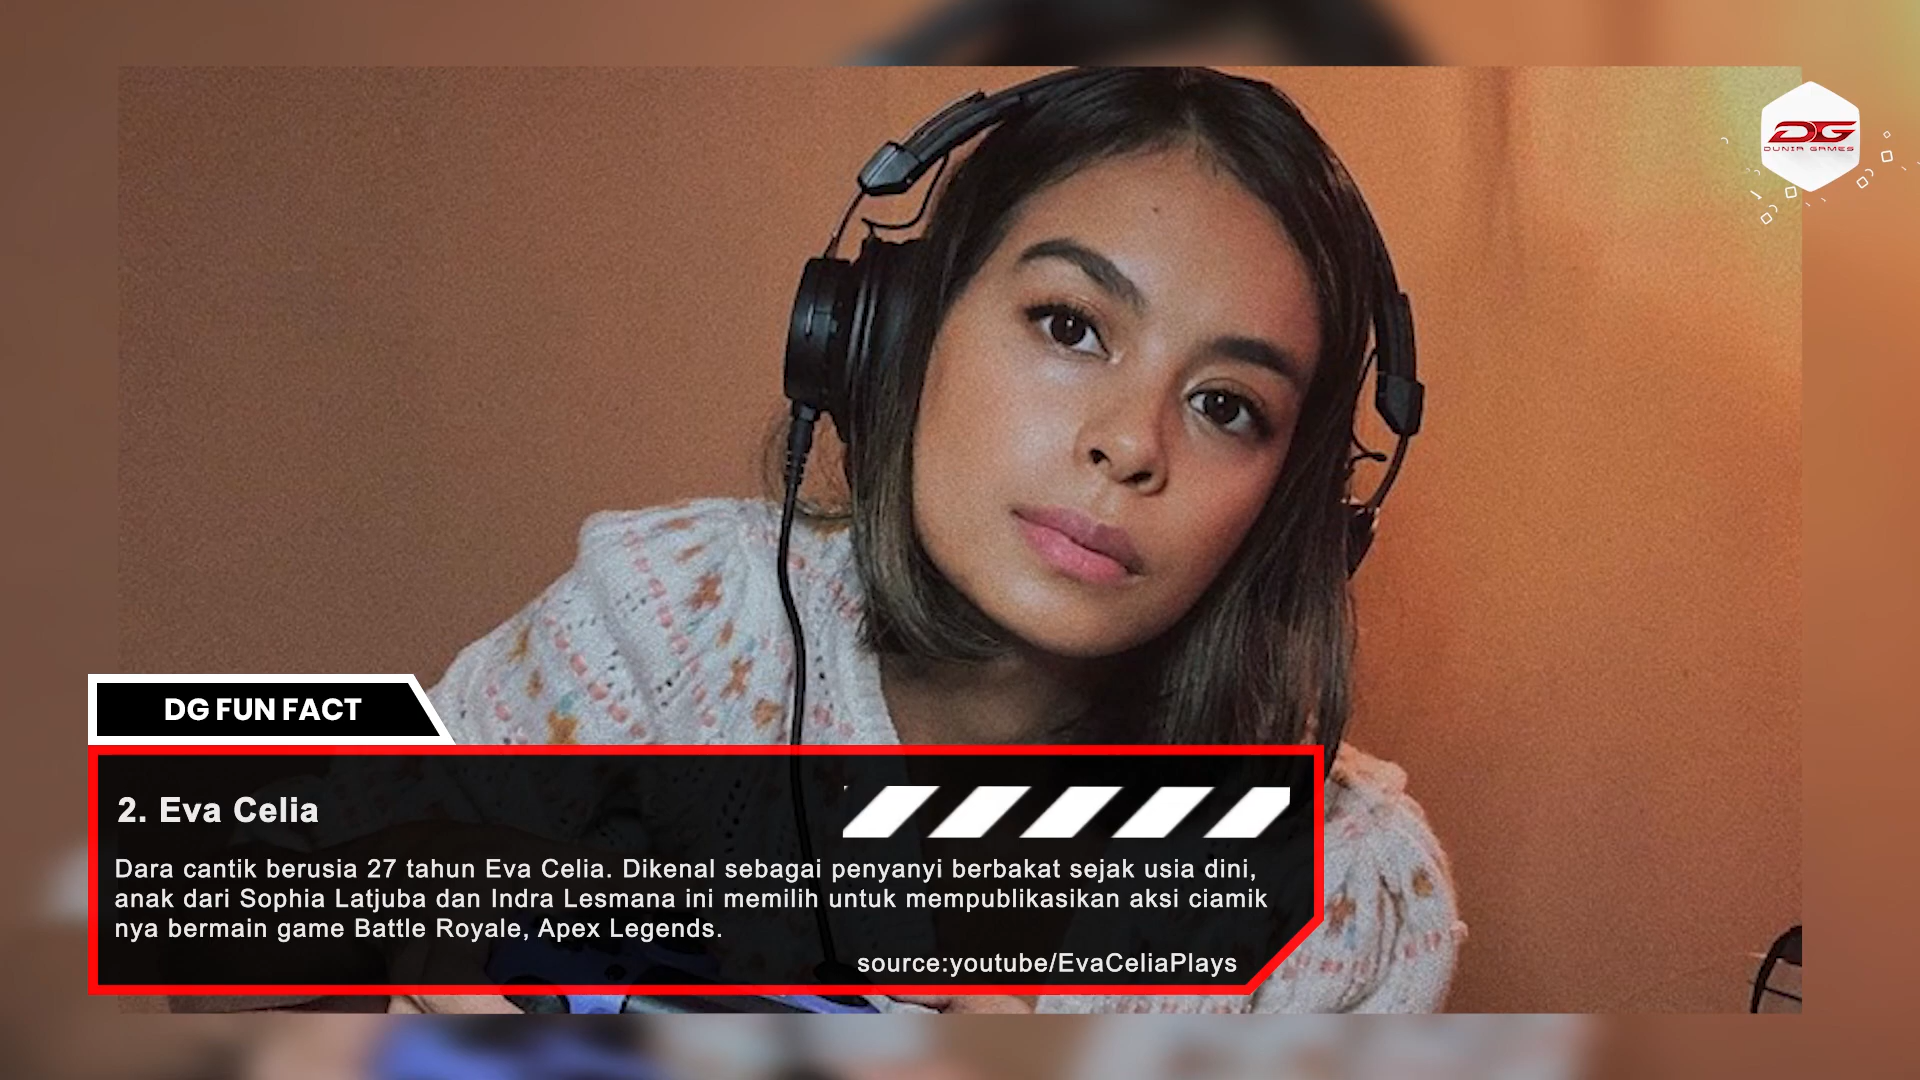 DG
DUNIA GAMES
DG FUN FACT
2. Eva Celia
Dara cantik berusia 27 tahun Eva Celia. Dikenal sebagai penyanyi berbakat sejak usia dini,
anak dari Sophia Latjuba dan Indra Lesmana ini memilih untuk mempublikasikan aksi ciamik
nya bermain game Battle Royale, Apex Legends.
source:youtube/EvaCeliaPlays